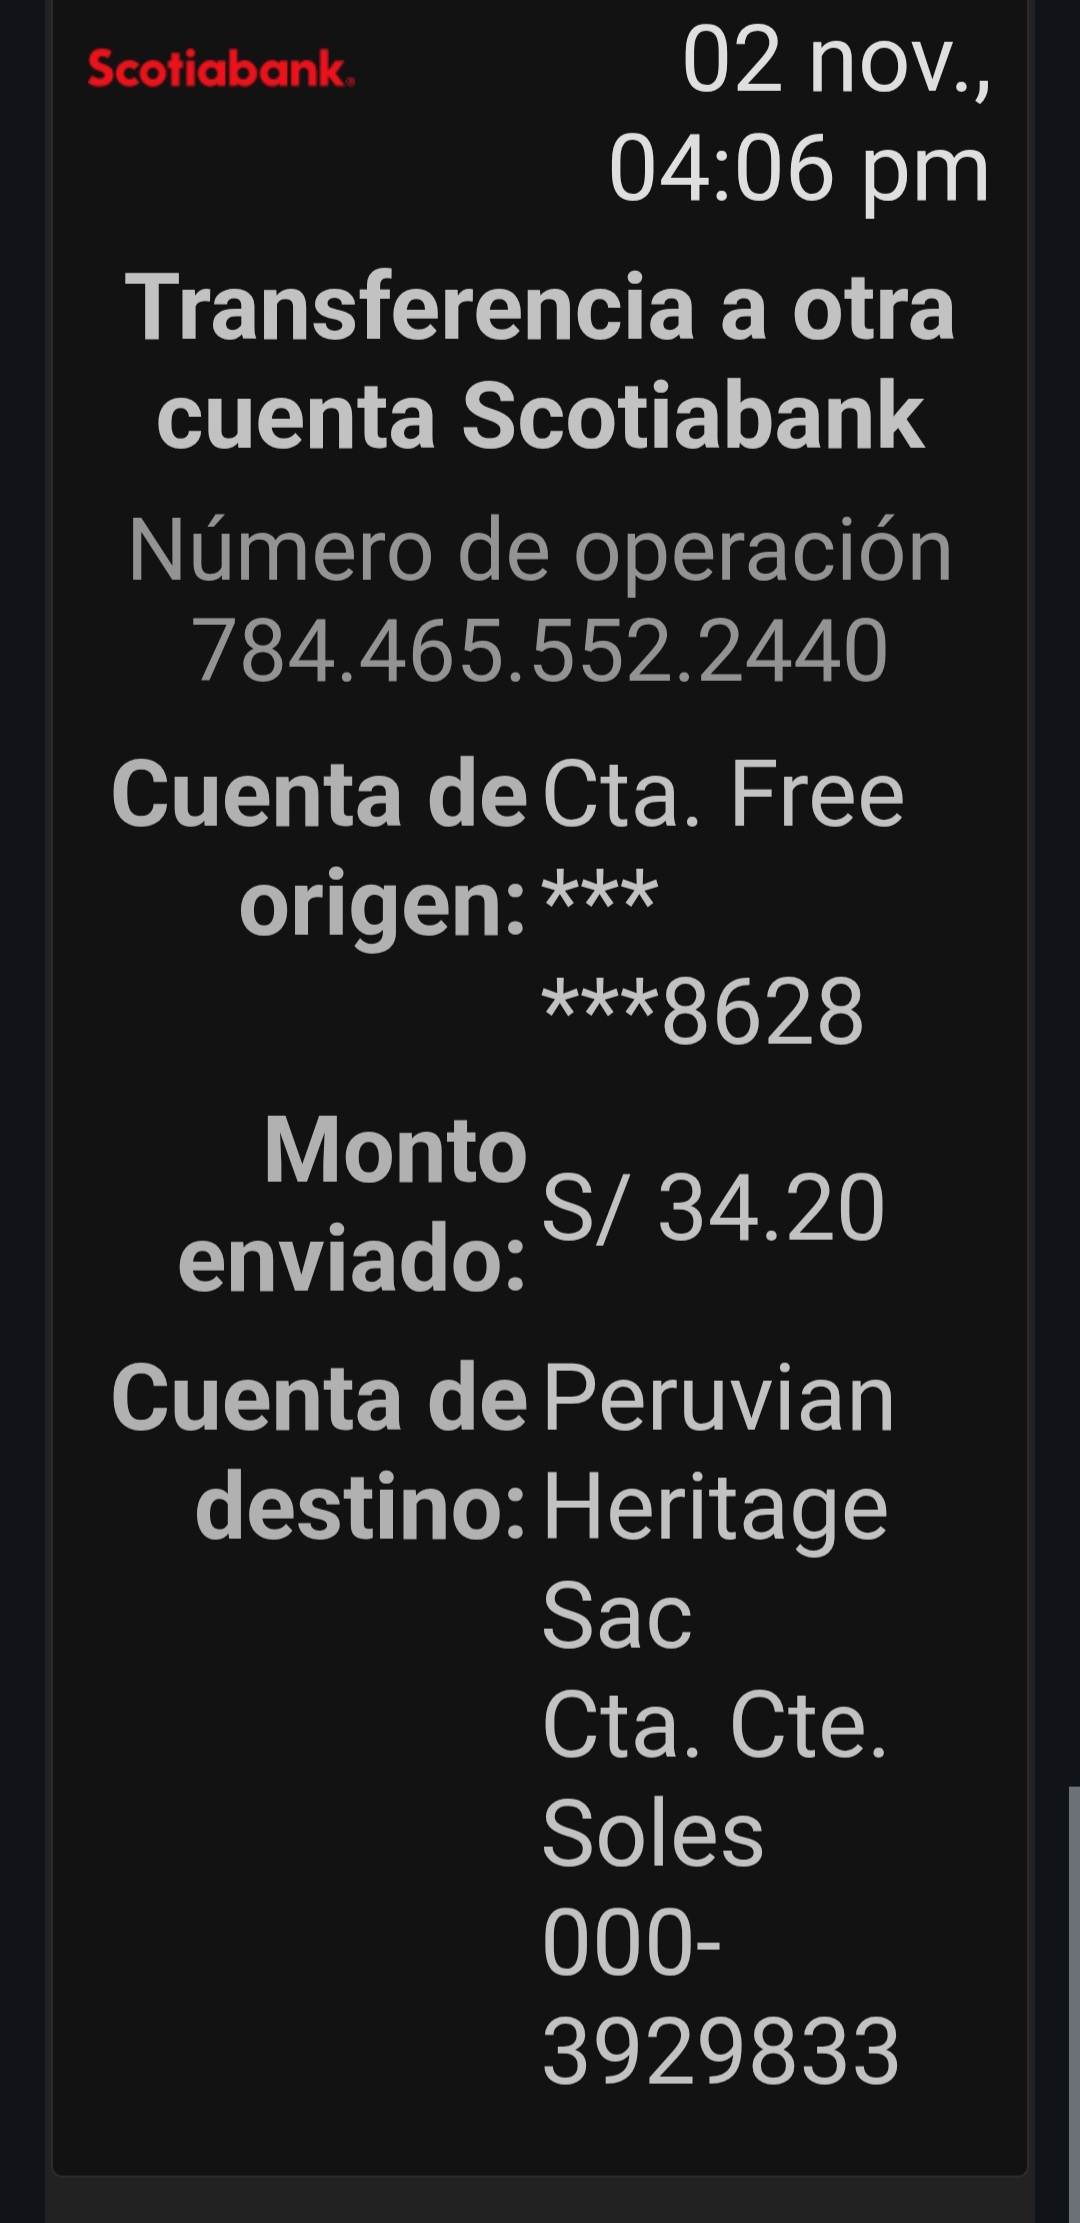 Scotiabank®
02 nov.,
04:06 pm
Transferencia a otra
cuenta Scotiabank
Número de operación
784.465.552.2440
Cuenta de
origen:
Cta. Free
***
***8628
Monto
enviado:
S/ 34.20
Cuenta de
destino:
Peruvian
Heritage
Sac
Cta. Cte.
Soles
000-
3929833